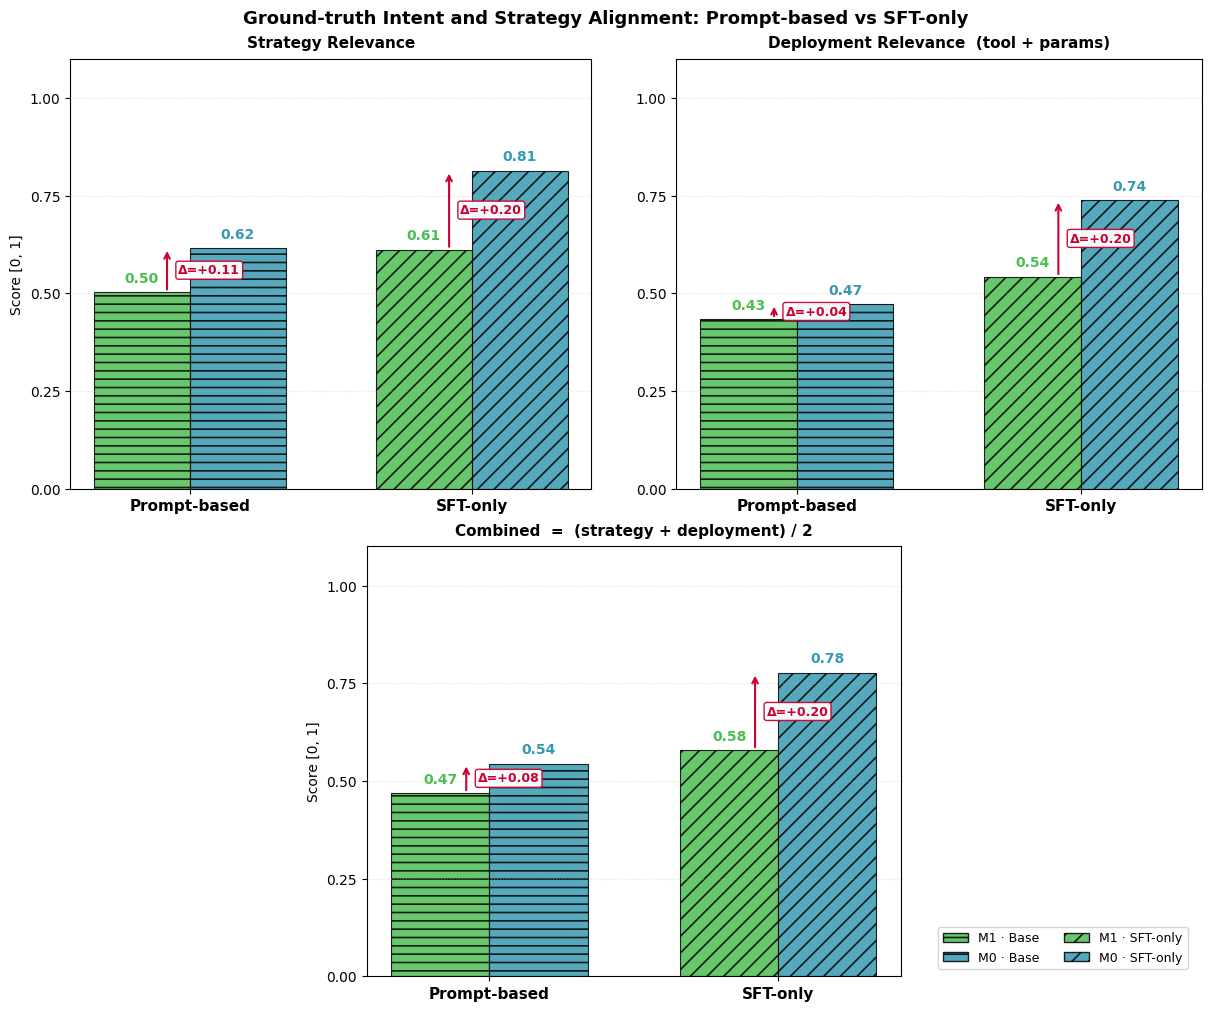 Ground-truth Intent and Strategy Alignment: Prompt-based vs SFT-only
Strategy Relevance
Score [0, 1]
1.00
0.75
0.50
0.25
0.00
0.50
Δ=+0.11
0.62
0.61
Δ=+0.20
0.81
Prompt-based
SFT-only
Deployment Relevance (tool + params)
1.00
0.75
0.50
0.25
0.00
0.43
Δ=+0.04
0.47
0.54
Δ=+0.20
0.74
Prompt-based
SFT-only
Combined = (strategy + deployment) / 2
Score [0, 1]
1.00
0.75
0.50
0.25
0.00
0.47
Δ=+0.08
0.54
0.58
Δ=+0.20
0.78
Prompt-based
SFT-only
M1 · Base
M0 · Base
M1 · SFT-only
M0 · SFT-only